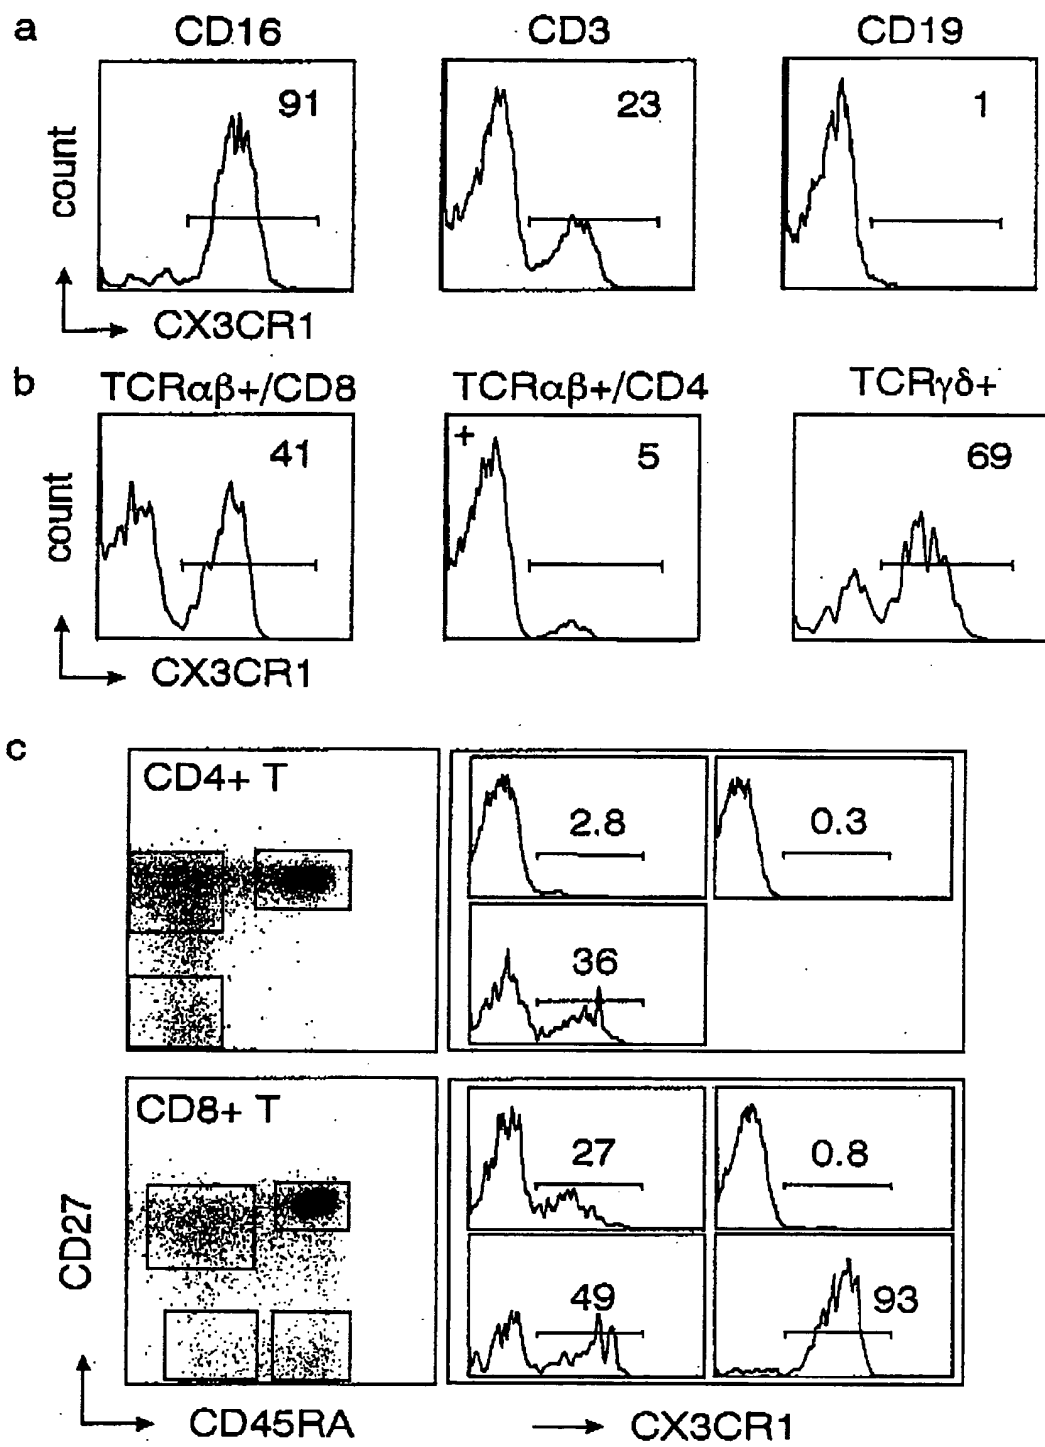 a
CD16 CD3 CD19
91 23 1
count
CX3CR1
b
TCRαβ+/CD8 TCRαβ+/CD4 TCRγδ+
+
41 5 69
count
CX3CR1
c
CD4+ T
2.8 0.3
36
CD8+ T
27 0.8
49 93
CD27
CD45RA CX3CR1